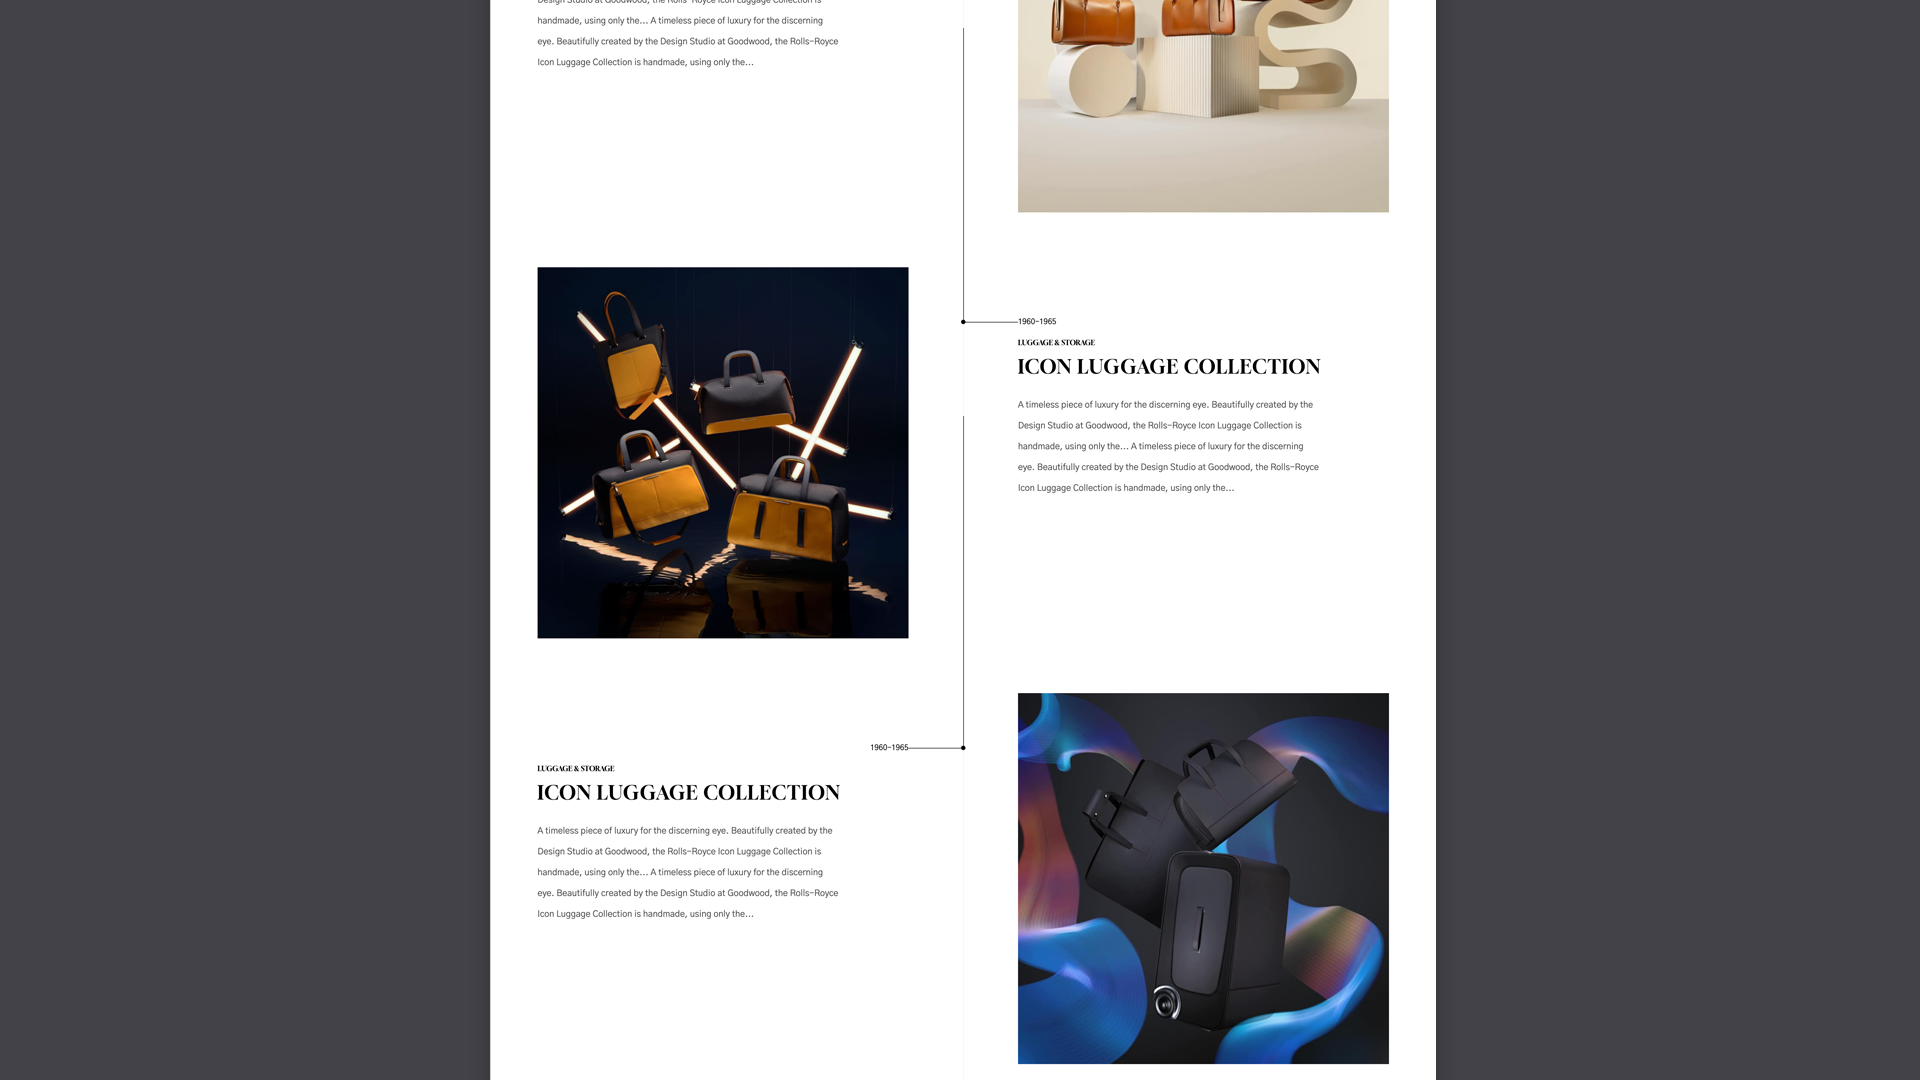 Design Studio at Goodwood, the Rolls-Royce Icon Luggage Collection is
handmade, using only the... A timeless piece of luxury for the discerning
eye. Beautifully created by the Design Studio at Goodwood, the Rolls-Royce
Icon Luggage Collection is handmade, using only the...
1960-1965
LUGGAGE & STORAGE
ICON LUGGAGE COLLECTION
A timeless piece of luxury for the discerning eye. Beautifully created by the
Design Studio at Goodwood, the Rolls-Royce Icon Luggage Collection is
handmade, using only the... A timeless piece of luxury for the discerning
eye. Beautifully created by the Design Studio at Goodwood, the Rolls-Royce
Icon Luggage Collection is handmade, using only the...
1960-1965
LUGGAGE & STORAGE
ICON LUGGAGE COLLECTION
A timeless piece of luxury for the discerning eye. Beautifully created by the
Design Studio at Goodwood, the Rolls-Royce Icon Luggage Collection is
handmade, using only the... A timeless piece of luxury for the discerning
eye. Beautifully created by the Design Studio at Goodwood, the Rolls-Royce
Icon Luggage Collection is handmade, using only the...